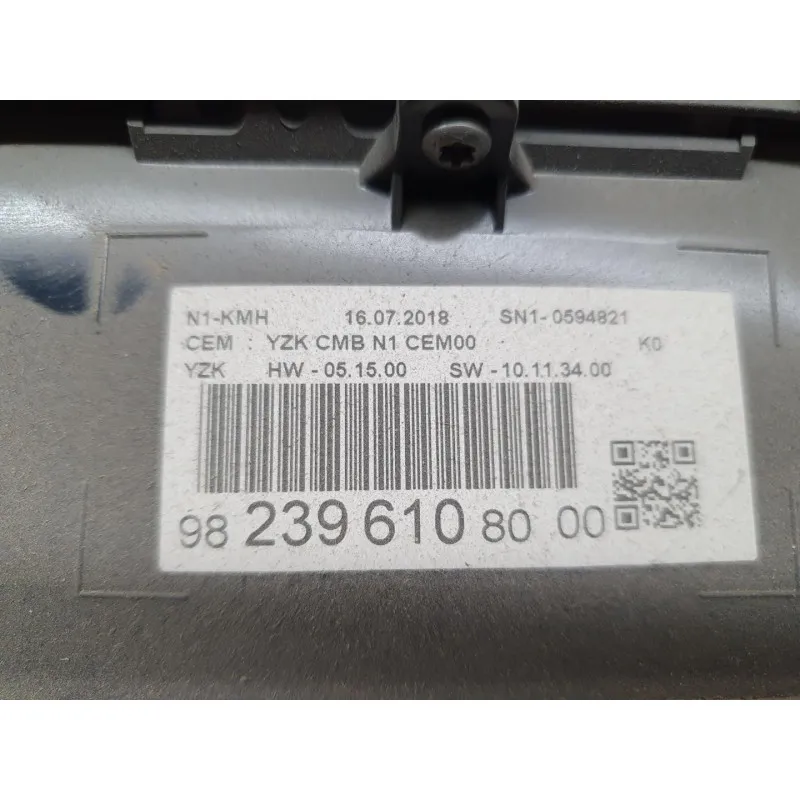 N1-KMH 16.07.2018 SN1-0594821
CEM : YZK CMB N1 CEM00 K0
YZK HW - 05.15.00 SW - 10.11.34.00
98 239 610 80 00